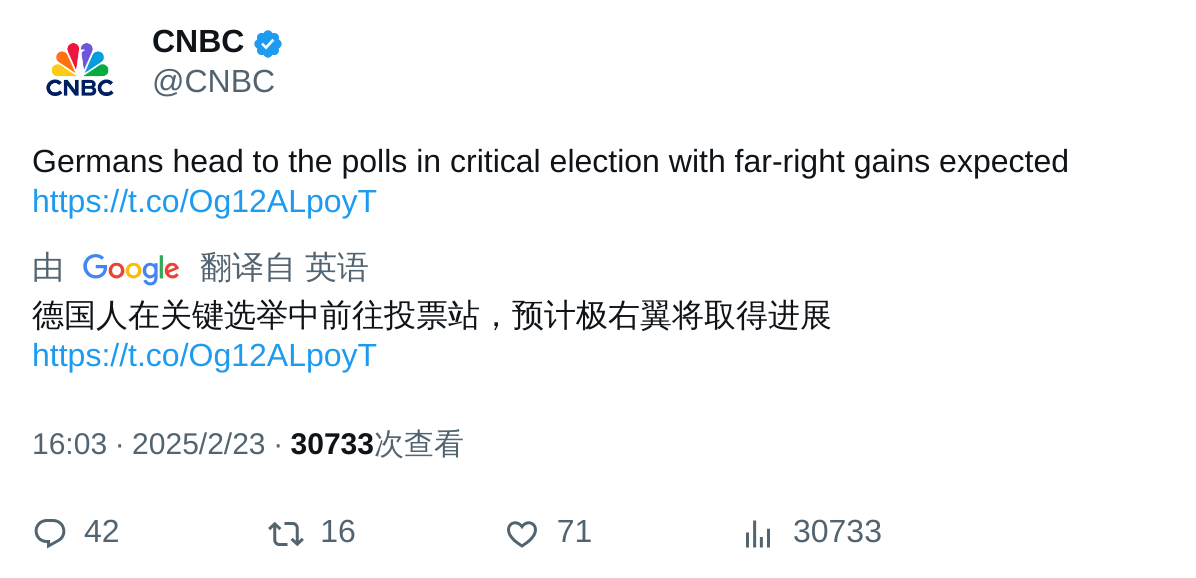 CNBC
CNBC
@CNBC
Germans head to the polls in critical election with far-right gains expected
https://t.co/Og12ALpoyT
由 Google 翻译自 英语
德国人在关键选举中前往投票站，预计极右翼将取得进展
https://t.co/Og12ALpoyT
16:03 · 2025/2/23 · 30733次查看
42 16 71 30733